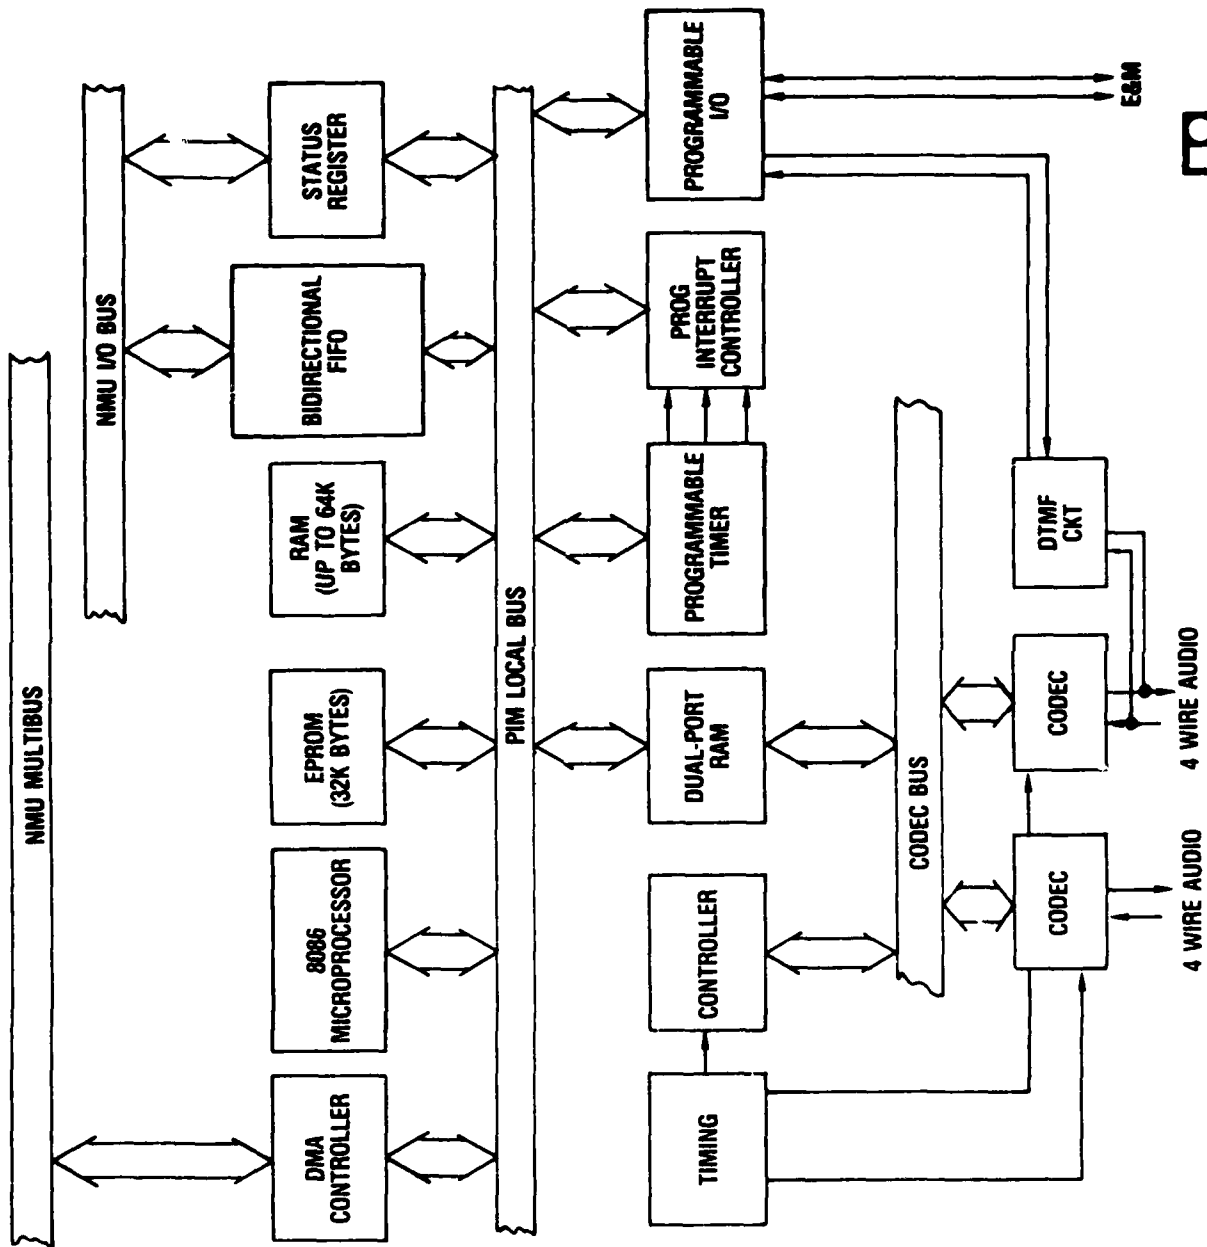 NMU MULTIBUS
NMU I/O BUS
DMA
CONTROLLER
8086
MICROPROCESSOR
EPROM
(32K BYTES)
RAM
(UP TO 64K
BYTES)
BIDIRECTIONAL
FIFO
STATUS
REGISTER
PIM LOCAL BUS
TIMING
CONTROLLER
DUAL-PORT
RAM
PROGRAMMABLE
TIMER
PROG
INTERRUPT
CONTROLLER
PROGRAMMABLE
I/O
CODEC BUS
CODEC
CODEC
DTMF
CKT
E&M
4 WIRE AUDIO
4 WIRE AUDIO